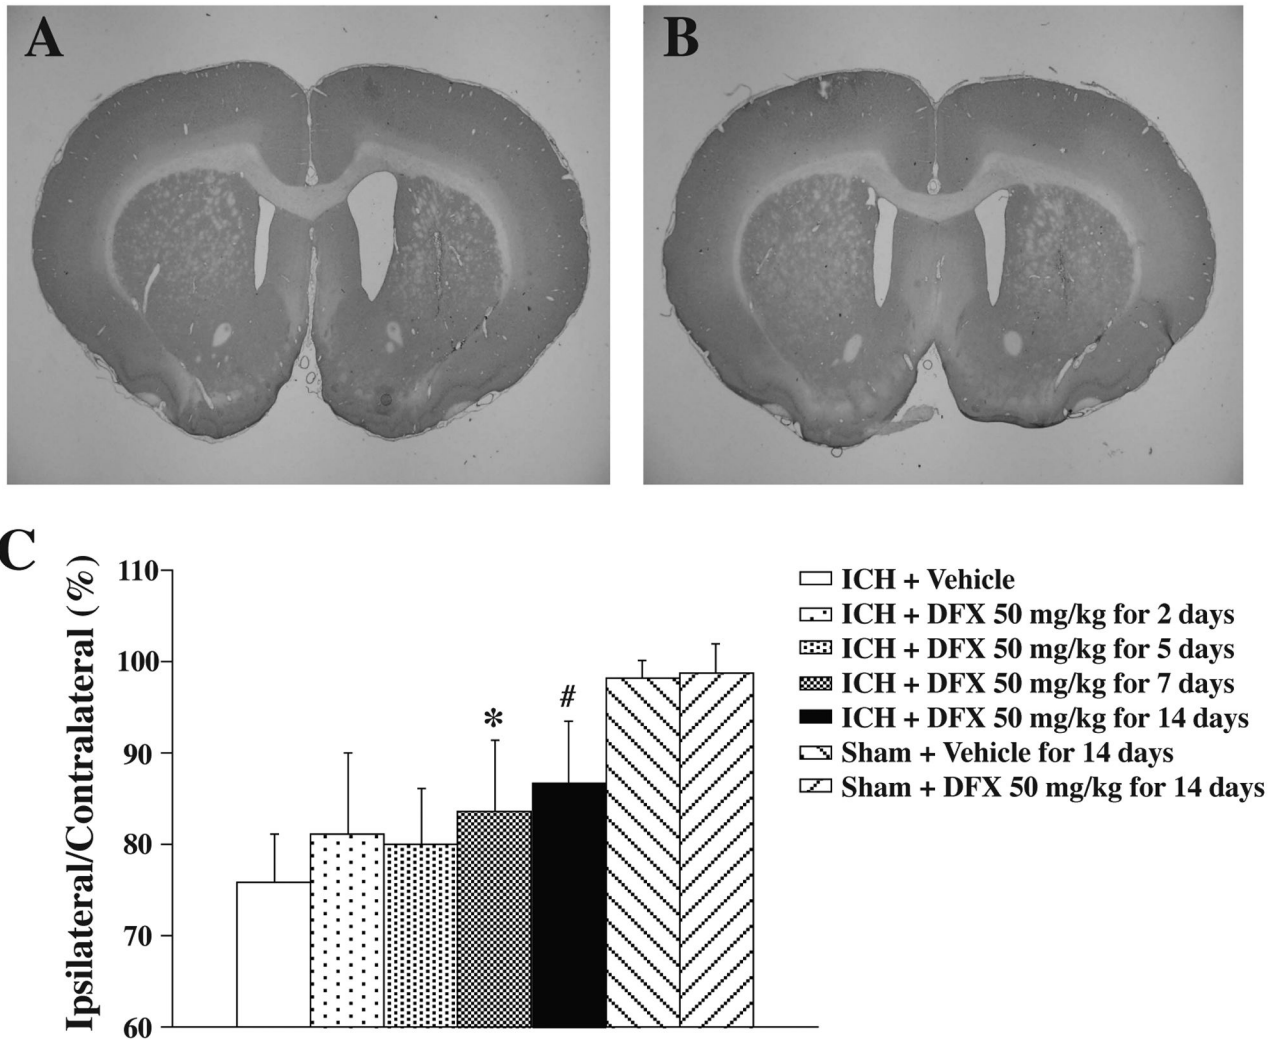 A
B
C
Ipsilateral/Contralateral (%)
110
100
90
80
70
60
*
#
ICH + Vehicle
ICH + DFX 50 mg/kg for 2 days
ICH + DFX 50 mg/kg for 5 days
ICH + DFX 50 mg/kg for 7 days
ICH + DFX 50 mg/kg for 14 days
Sham + Vehicle for 14 days
Sham + DFX 50 mg/kg for 14 days